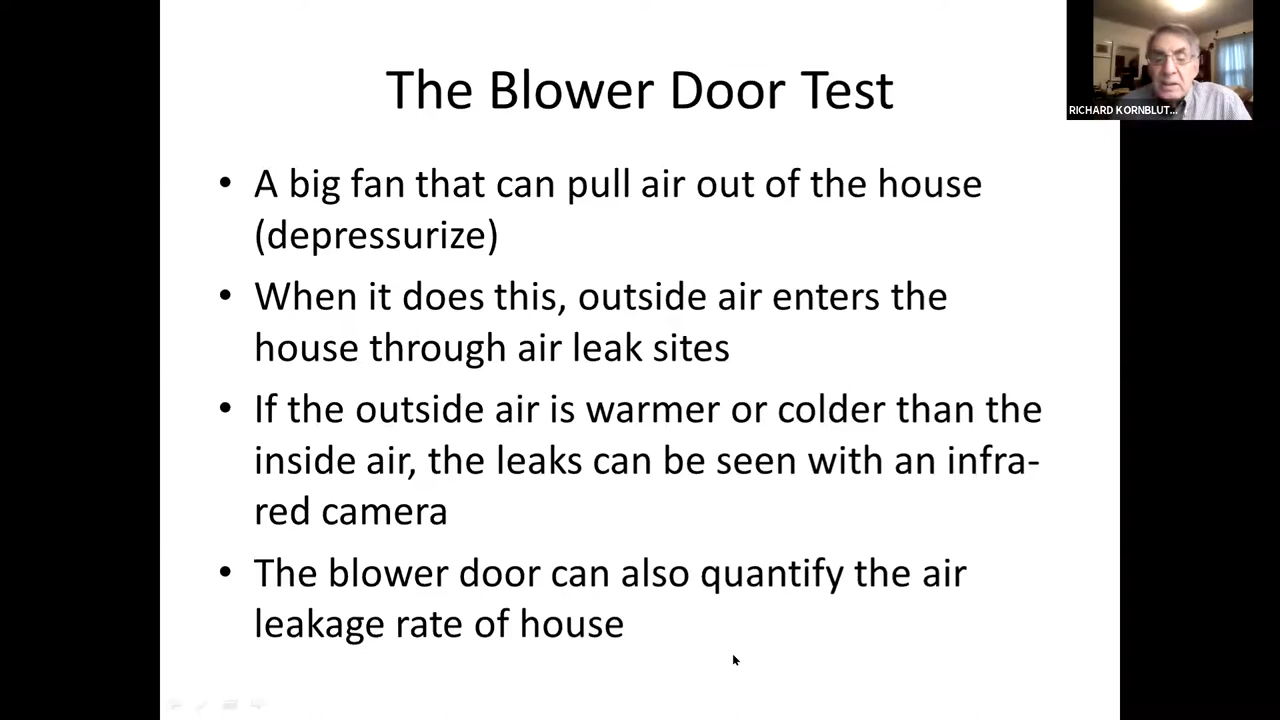 The Blower Door Test
RICHARD KORNBLUT...
• A big fan that can pull air out of the house
(depressurize)
• When it does this, outside air enters the
house through air leak sites
• If the outside air is warmer or colder than the
inside air, the leaks can be seen with an infra-
red camera
• The blower door can also quantify the air
leakage rate of house